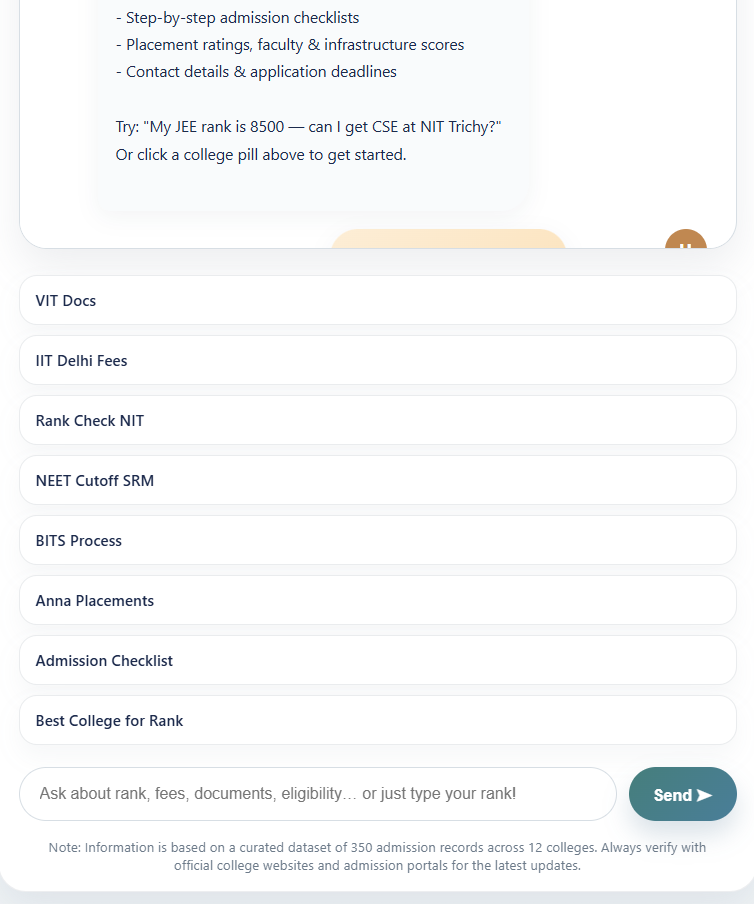 - Step-by-step admission checklists
- Placement ratings, faculty & infrastructure scores
- Contact details & application deadlines
Try: "My JEE rank is 8500 — can I get CSE at NIT Trichy?"
Or click a college pill above to get started.
VIT Docs
IIT Delhi Fees
Rank Check NIT
NEET Cutoff SRM
BITS Process
Anna Placements
Admission Checklist
Best College for Rank
Ask about rank, fees, documents, eligibility… or just type your rank!
Send ➤
Note: Information is based on a curated dataset of 350 admission records across 12 colleges. Always verify with
official college websites and admission portals for the latest updates.